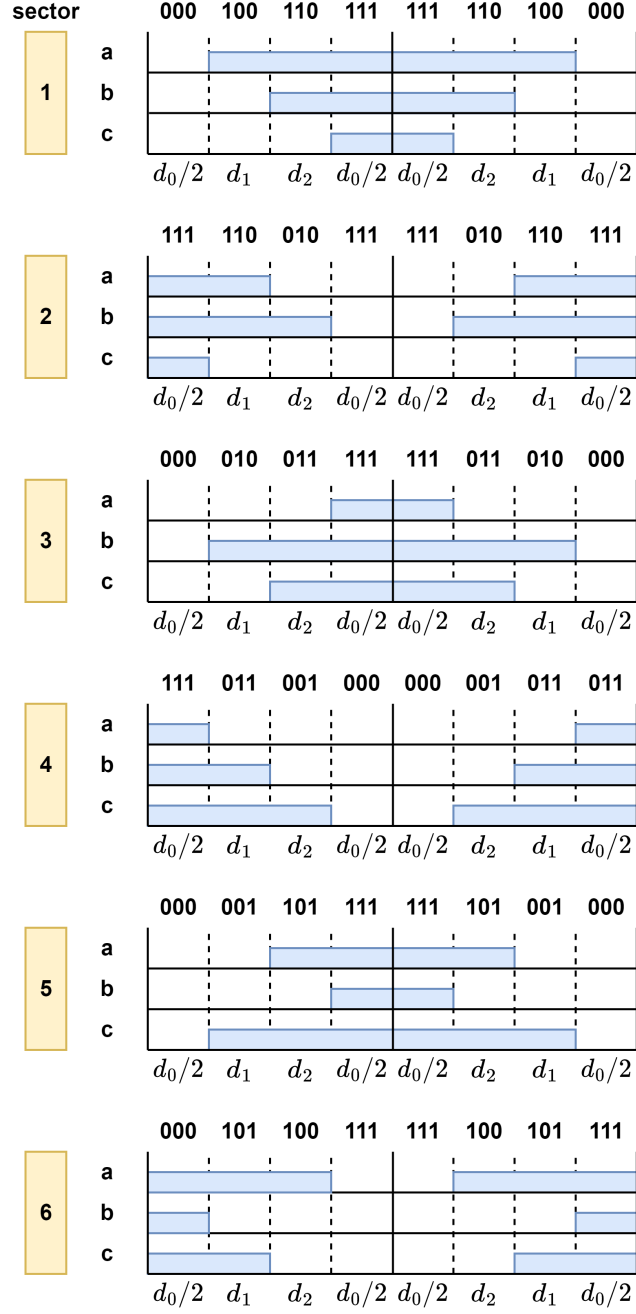 sector 000 100 110 111 111 110 100 000
a
1 b
c
d₀/2 d₁ d₂ d₀/2 d₀/2 d₂ d₁ d₀/2
111 110 010 111 111 010 110 111
a
2 b
c
d₀/2 d₁ d₂ d₀/2 d₀/2 d₂ d₁ d₀/2
000 010 011 111 111 011 010 000
a
3 b
c
d₀/2 d₁ d₂ d₀/2 d₀/2 d₂ d₁ d₀/2
111 011 001 000 000 001 011 011
a
4 b
c
d₀/2 d₁ d₂ d₀/2 d₀/2 d₂ d₁ d₀/2
000 001 101 111 111 101 001 000
a
5 b
c
d₀/2 d₁ d₂ d₀/2 d₀/2 d₂ d₁ d₀/2
000 101 100 111 111 100 101 111
a
6 b
c
d₀/2 d₁ d₂ d₀/2 d₀/2 d₂ d₁ d₀/2